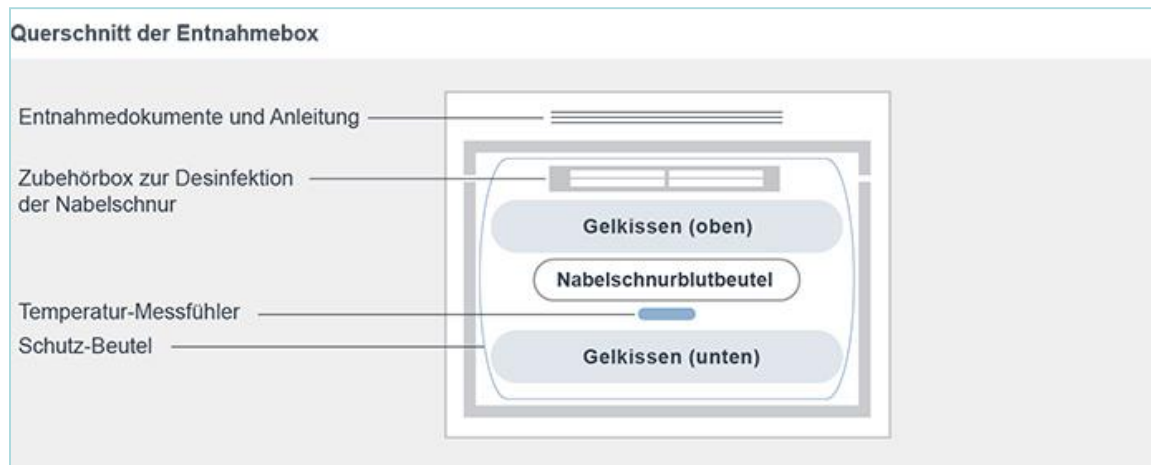 Querschnitt der Entnahmebox
Entnahmedokumente und Anleitung
Zubehörbox zur Desinfektion
der Nabelschnur
Gelkissen (oben)
Nabelschnurblutbeutel
Temperatur-Messfühler
Schutz-Beutel
Gelkissen (unten)